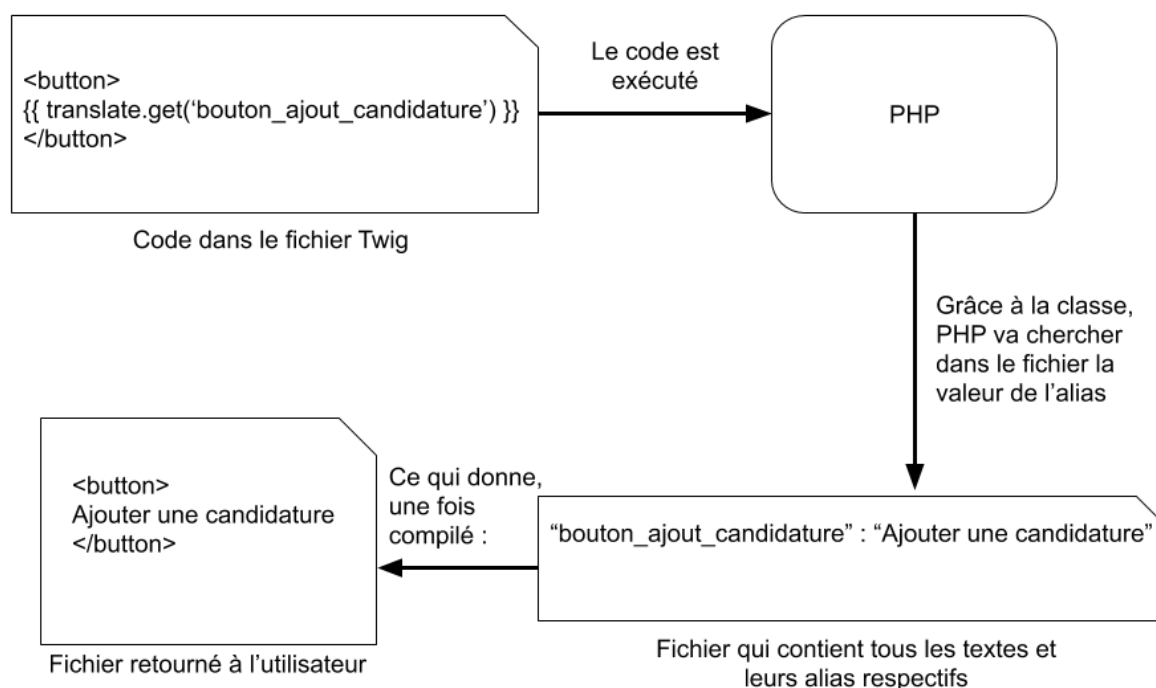 <button>
{{ translate.get(‘bouton_ajout_candidature’) }}
</button>
Code dans le fichier Twig
Le code est
exécuté
PHP
Grâce à la classe,
PHP va chercher
dans le fichier la
valeur de l’alias
“bouton_ajout_candidature” : “Ajouter une candidature”
Fichier qui contient tous les textes et
leurs alias respectifs
Ce qui donne,
une fois
compilé :
<button>
Ajouter une candidature
</button>
Fichier retourné à l’utilisateur